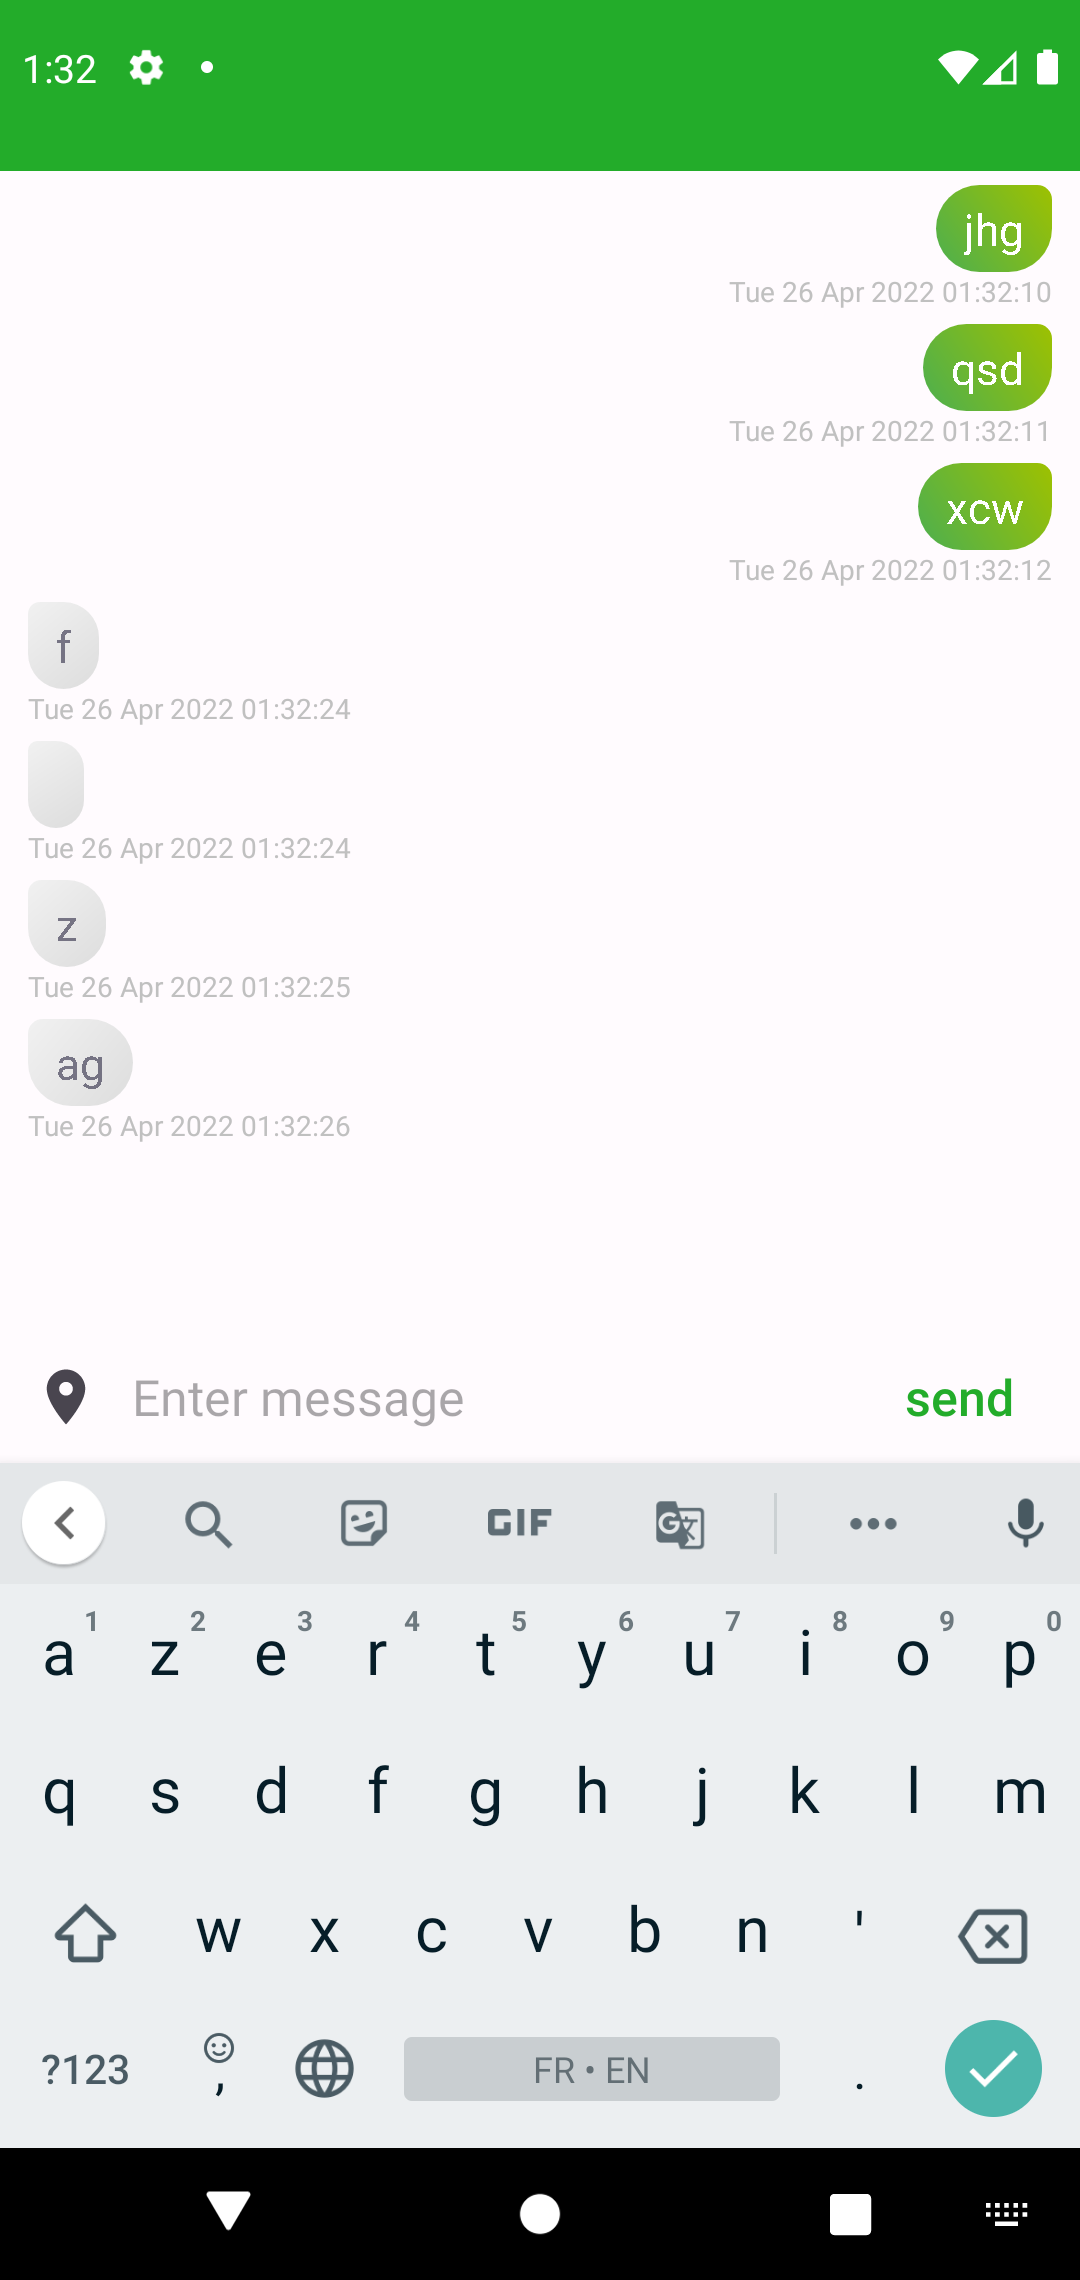 1:32
jhg
Tue 26 Apr 2022 01:32:10
qsd
Tue 26 Apr 2022 01:32:11
xcw
Tue 26 Apr 2022 01:32:12
f
Tue 26 Apr 2022 01:32:24
Tue 26 Apr 2022 01:32:24
z
Tue 26 Apr 2022 01:32:25
ag
Tue 26 Apr 2022 01:32:26
Enter message send
GIF G文
1 2 3 4 5 6 7 8 9 0
a z e r t y u i o p
q s d f g h j k l m
w x c v b n '
?123 , FR • EN .